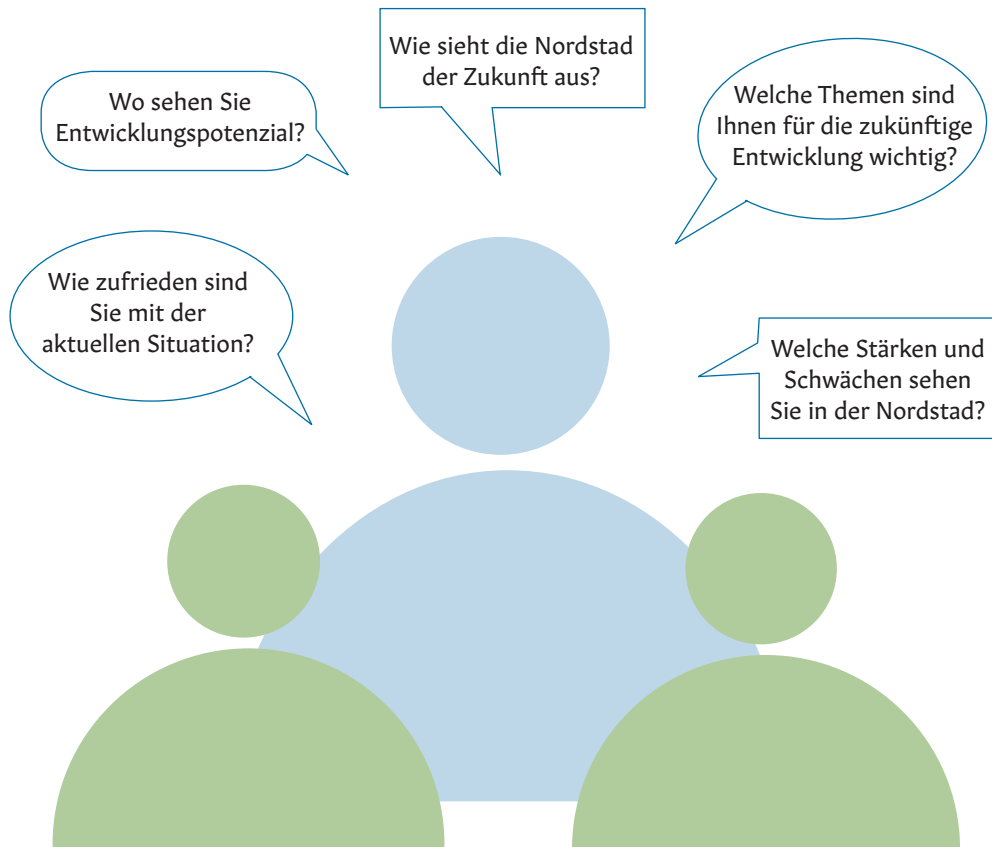 Wie sieht die Nordstad
der Zukunft aus?
Wo sehen Sie
Entwicklungspotenzial?
Welche Themen sind
Ihnen für die zukünftige
Entwicklung wichtig?
Wie zufrieden sind
Sie mit der
aktuellen Situation?
Welche Stärken und
Schwächen sehen
Sie in der Nordstad?